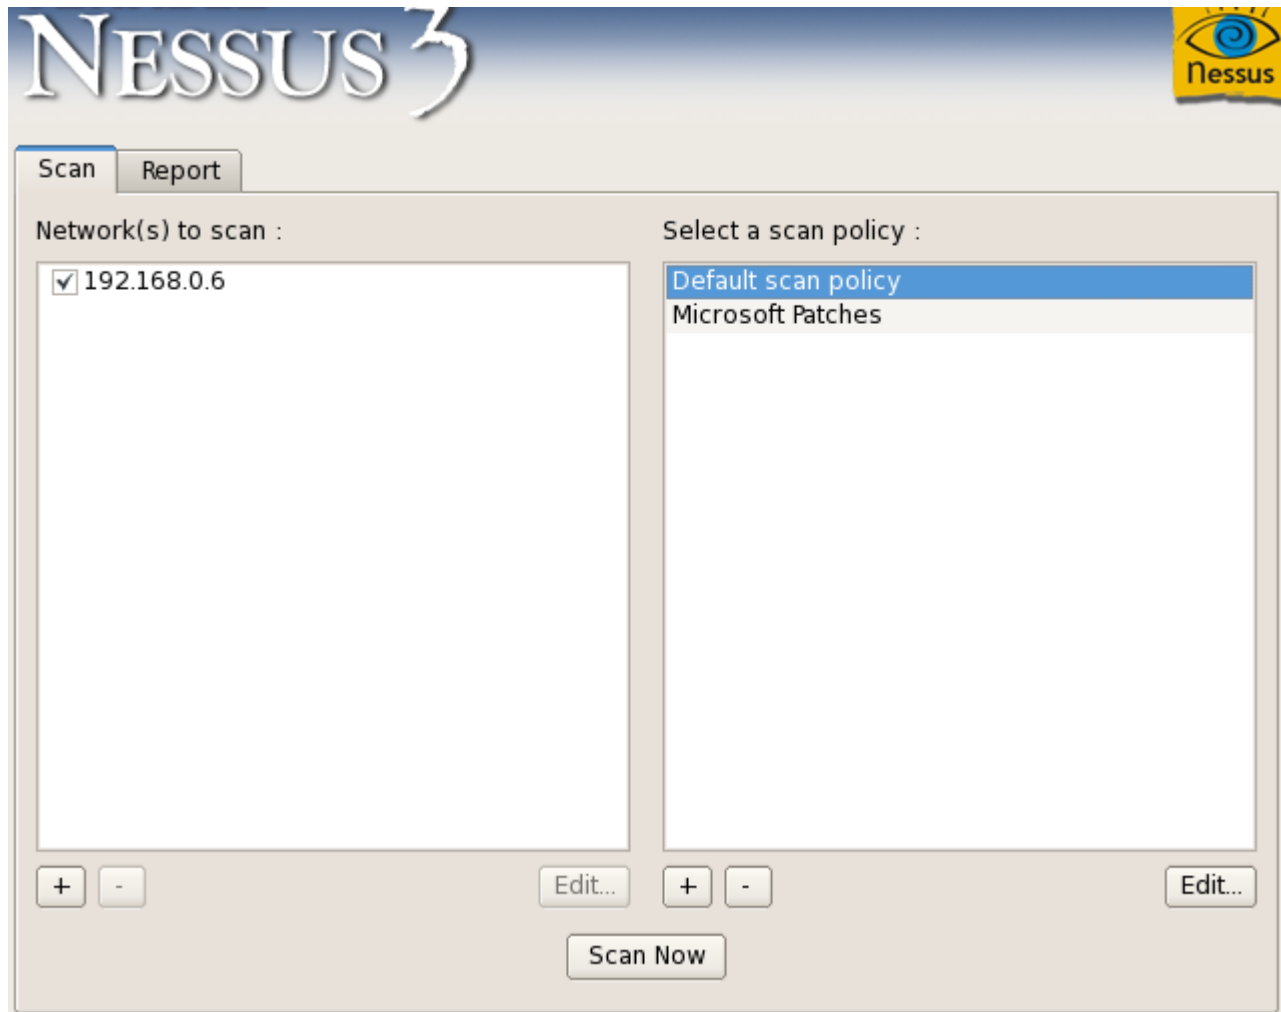 NESSUS 3
nessus
Scan
Report
Network(s) to scan :
192.168.0.6
+
-
Edit...
Select a scan policy :
Default scan policy
Microsoft Patches
+
-
Edit...
Scan Now